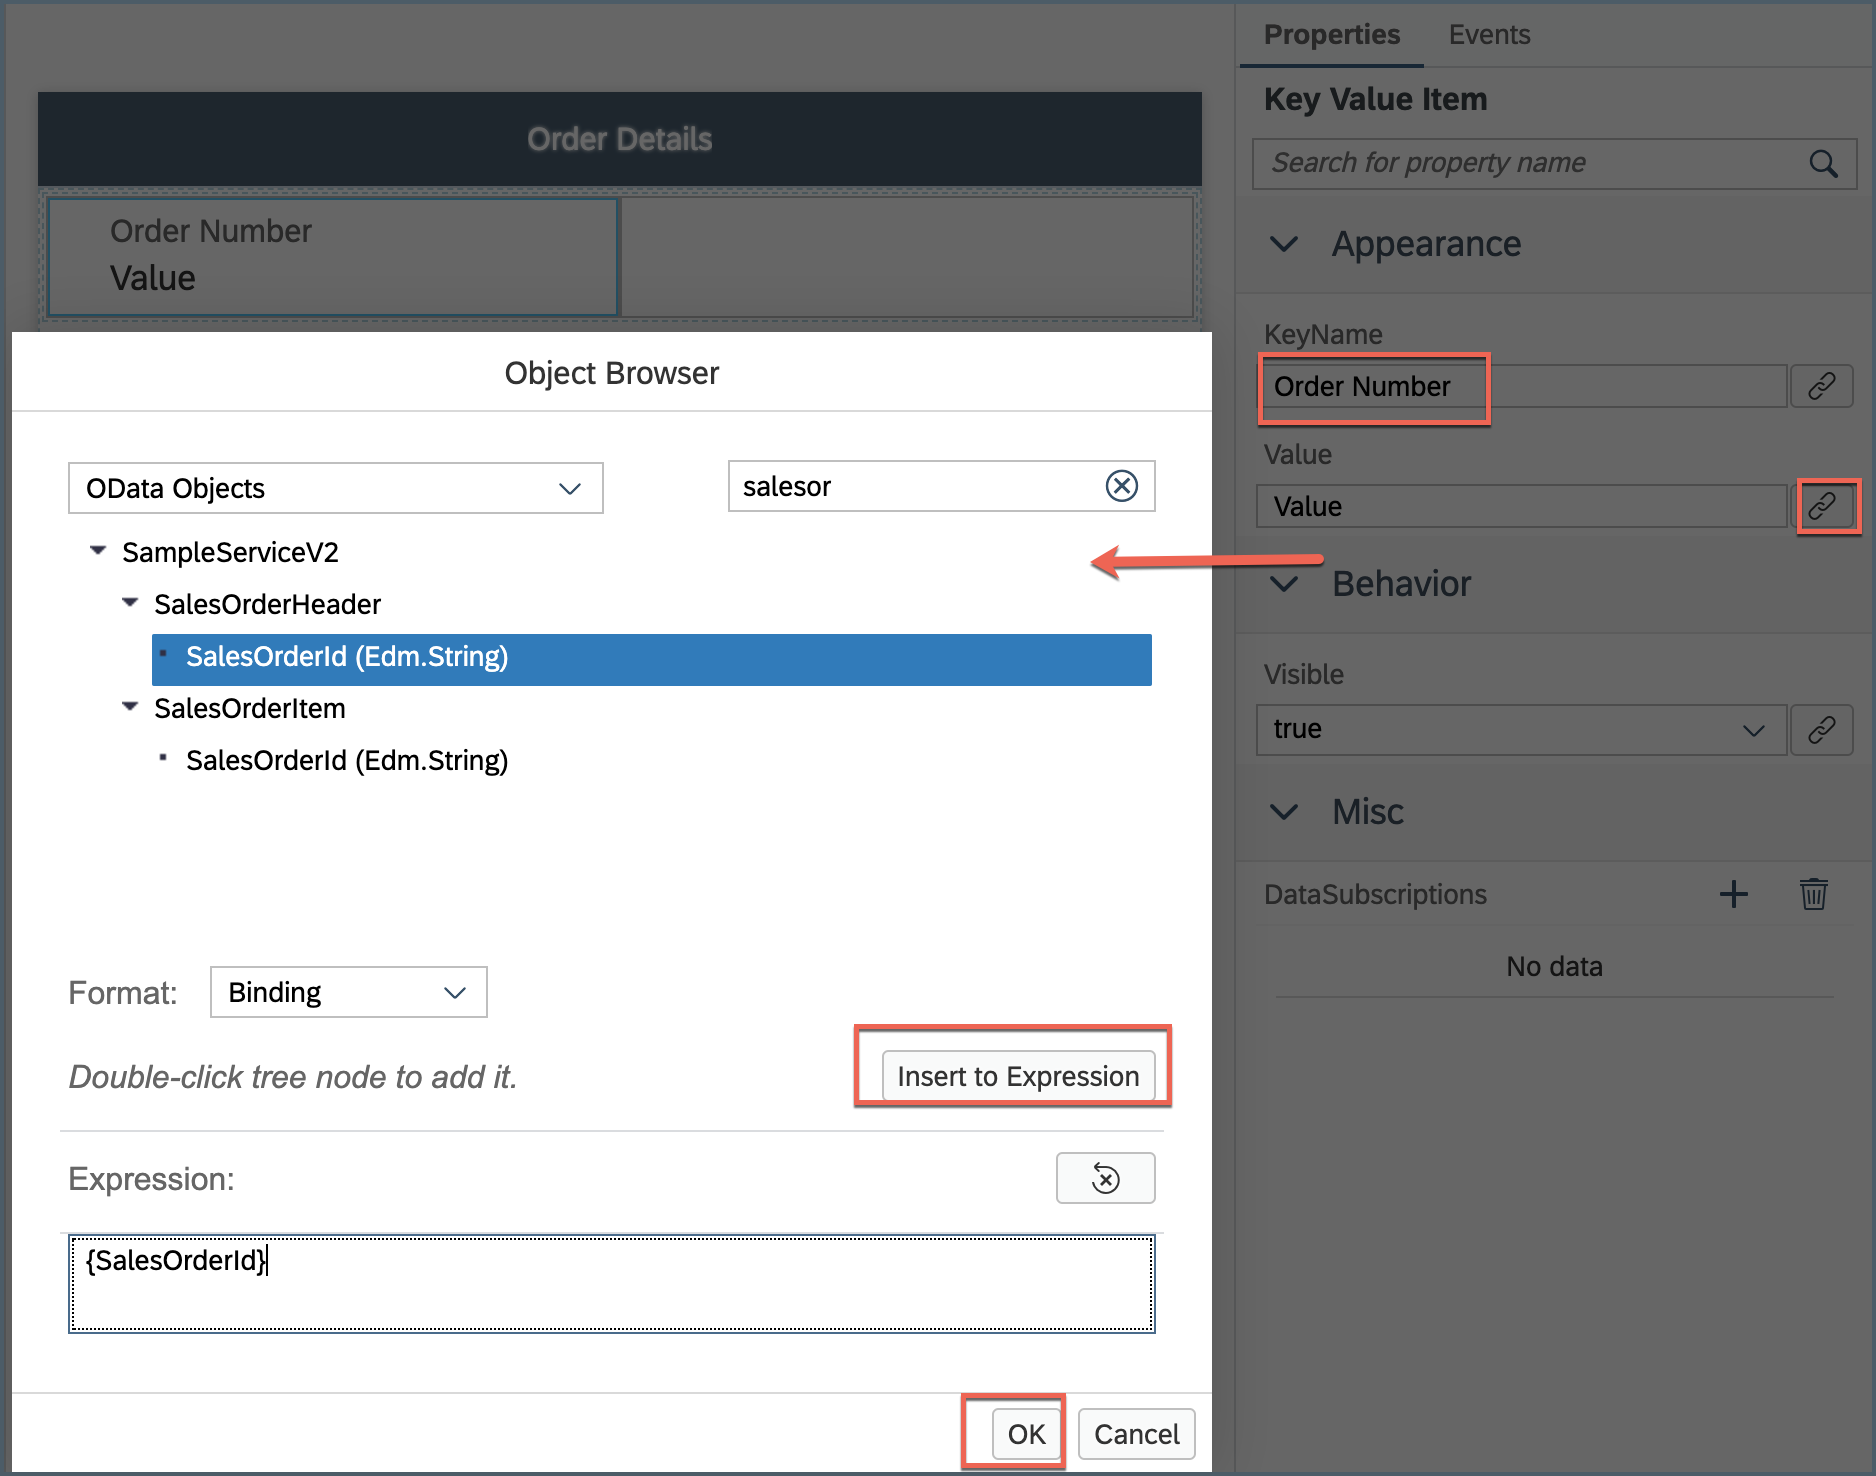 Properties Events
Key Value Item
Search for property name
Appearance
KeyName
Order Number
Value
Value
Behavior
Visible
true
Misc
DataSubscriptions
No data
Order Details
Order Number
Value
Object Browser
OData Objects
salesor
SampleServiceV2
SalesOrderHeader
SalesOrderId (Edm.String)
SalesOrderItem
SalesOrderId (Edm.String)
Format: Binding
Double-click tree node to add it. Insert to Expression
Expression:
{SalesOrderId}
OK Cancel